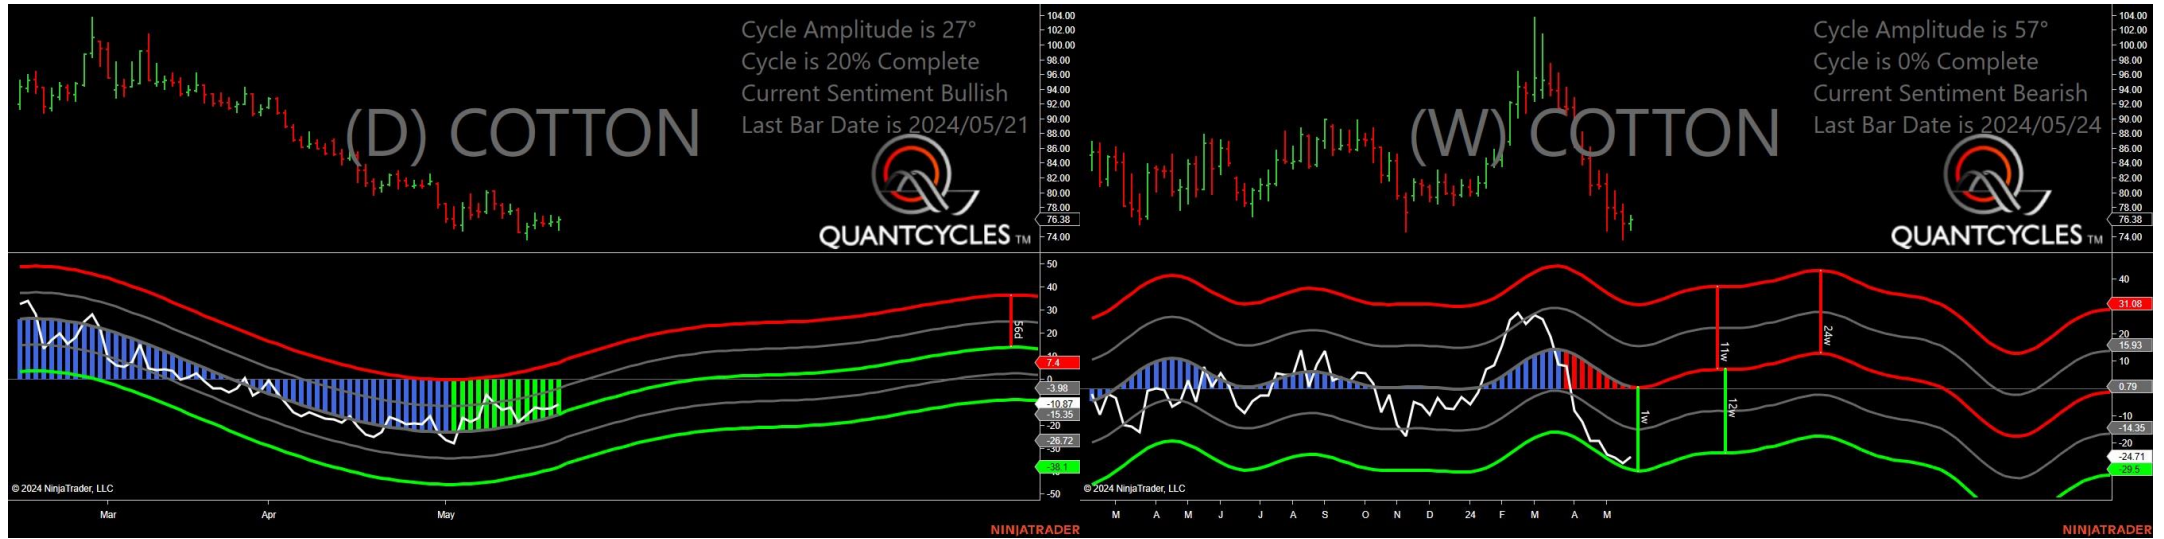 Cycle Amplitude is 27°
Cycle is 20% Complete
Current Sentiment Bullish
Last Bar Date is 2024/05/21
(D) COTTON
QUANTCYCLES TM
104.00
102.00
100.00
98.00
96.00
94.00
92.00
90.00
88.00
86.00
84.00
82.00
80.00
78.00
76.38
74.00
50
40
30
20
7.4
0
-3.98
-10.87
-15.35
-20
-26.72
-30
-38.1
-50
56d
© 2024 NinjaTrader, LLC
Mar Apr May
NINJATRADER
Cycle Amplitude is 57°
Cycle is 0% Complete
Current Sentiment Bearish
Last Bar Date is 2024/05/24
(W) COTTON
QUANTCYCLES TM
104.00
102.00
100.00
98.00
96.00
94.00
92.00
90.00
88.00
86.00
84.00
82.00
80.00
78.00
76.38
74.00
40
31.08
20
15.93
10
0.79
-10
-14.35
-20
-24.71
-29.5
1w
11w
12w
24w
© 2024 NinjaTrader, LLC
M A M J J A S O N D 24 F M A M
NINJATRADER